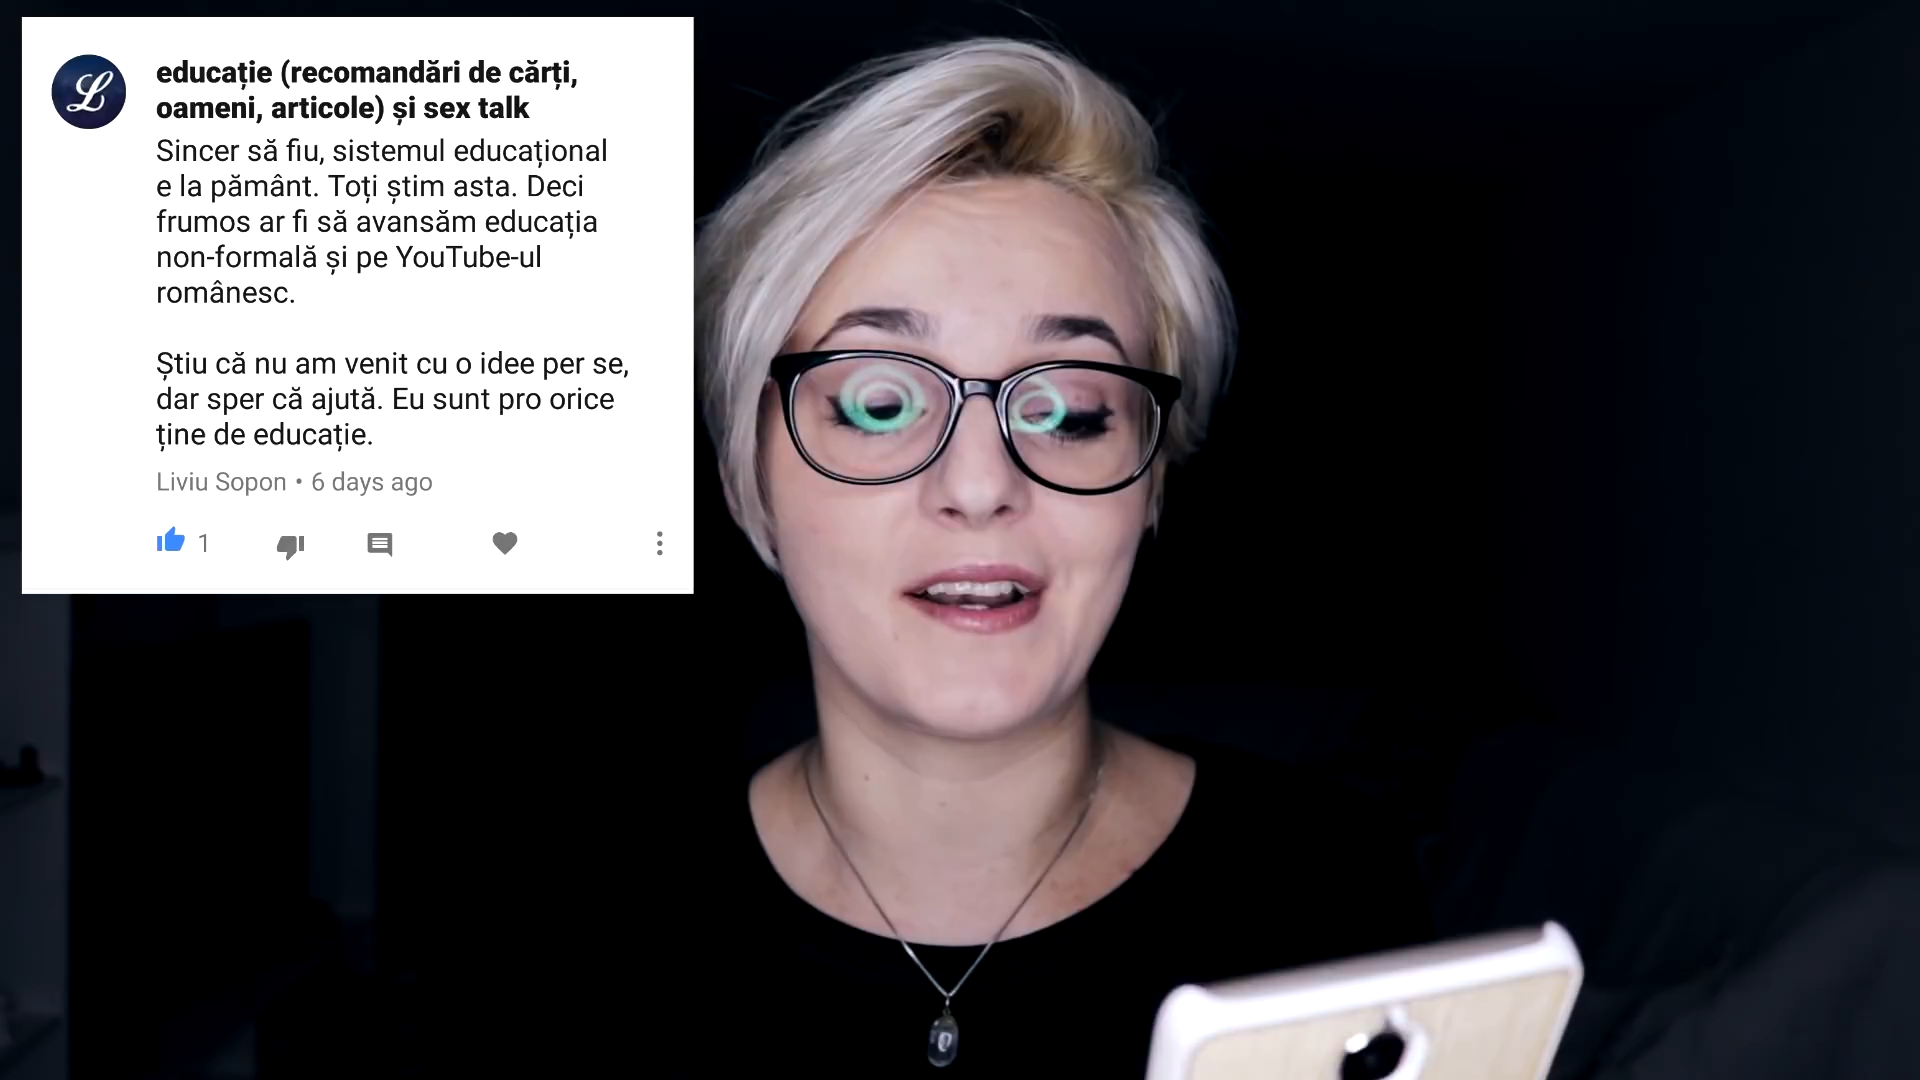 L
educație (recomandări de cărți,
oameni, articole) și sex talk
Sincer să fiu, sistemul educațional
e la pământ. Toți știm asta. Deci
frumos ar fi să avansăm educația
non-formală și pe YouTube-ul
românesc.
Știu că nu am venit cu o idee per se,
dar sper că ajută. Eu sunt pro orice
ține de educație.
Liviu Sopon • 6 days ago
1